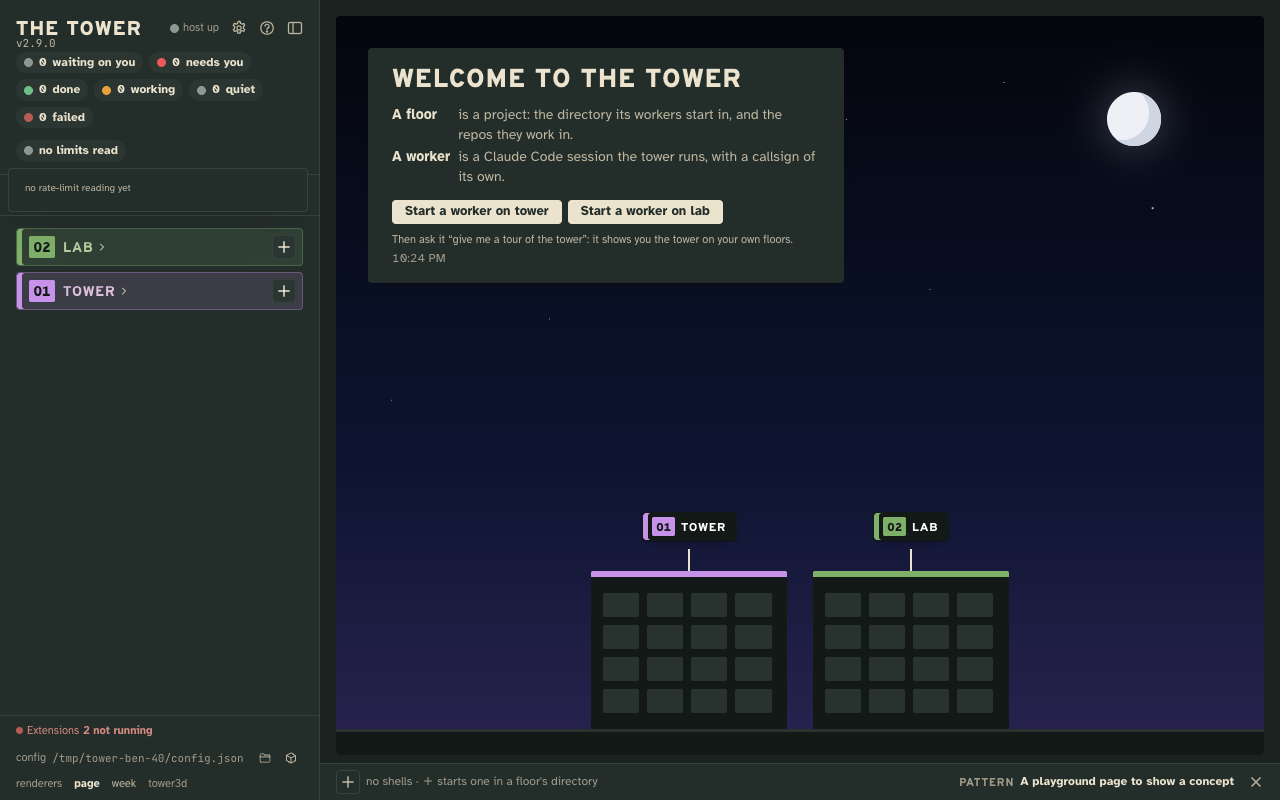 THE TOWER
host up
v2.9.0
0 waiting on you
0 needs you
0 done
0 working
0 quiet
0 failed
no limits read
no rate-limit reading yet
02 LAB
01 TOWER
Extensions 2 not running
config /tmp/tower-ben-40/config.json
renderers page week tower3d
WELCOME TO THE TOWER
A floor is a project: the directory its workers start in, and the
repos they work in.
A worker is a Claude Code session the tower runs, with a callsign of
its own.
Start a worker on tower
Start a worker on lab
Then ask it “give me a tour of the tower”: it shows you the tower on your own floors.
10:24 PM
01 TOWER
02 LAB
no shells · + starts one in a floor's directory
PATTERN A playground page to show a concept